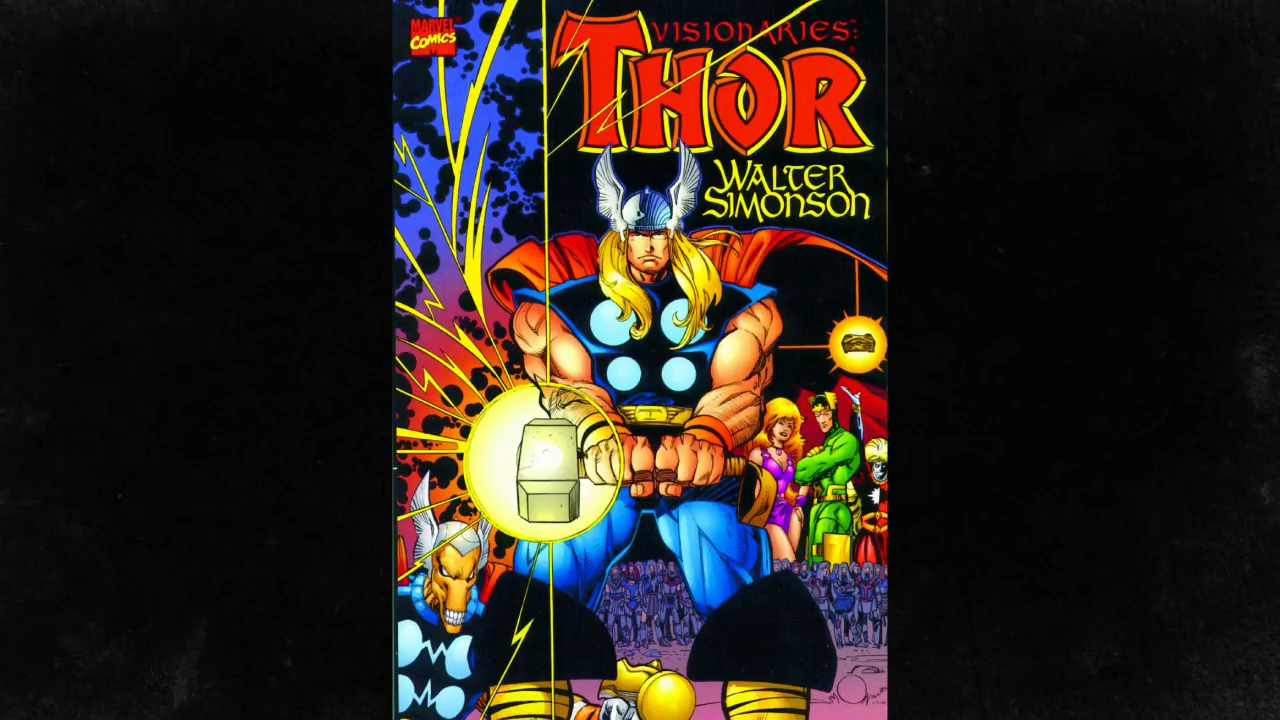 MARVEL
COMICS
VISIONARIES:
THOR
WALTER
SIMONSON